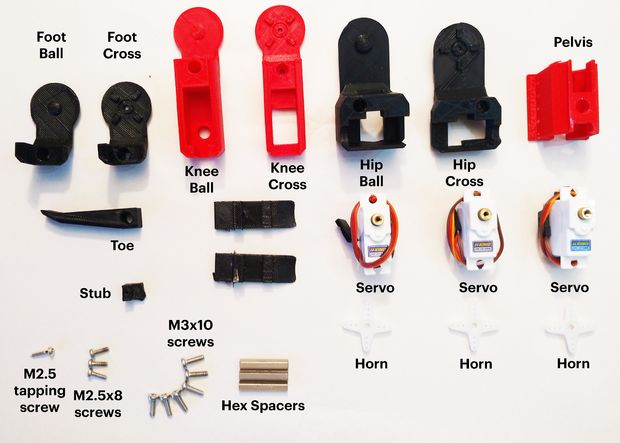 Foot
Ball
Foot
Cross
Pelvis
Knee
Ball
Knee
Cross
Hip
Ball
Hip
Cross
Toe
Stub
Servo
Servo
Servo
M3x10
screws
Horn
Horn
Horn
M2.5
tapping
screw
M2.5x8
screws
Hex Spacers